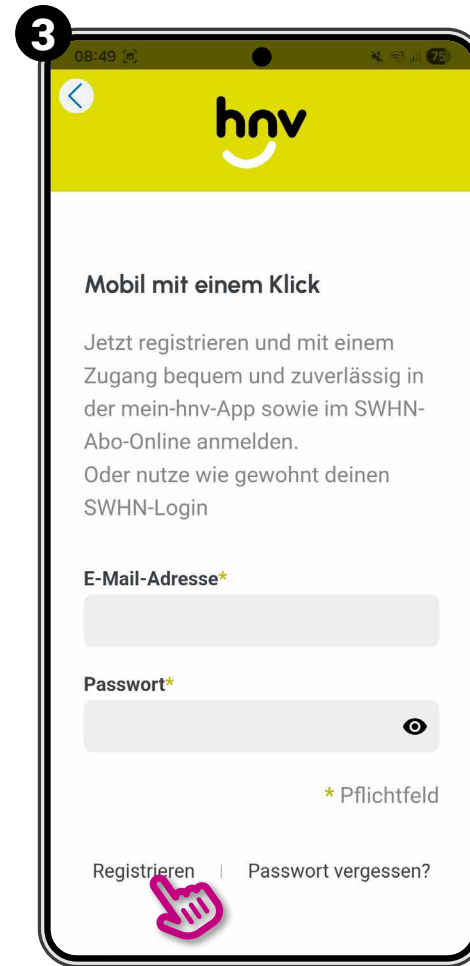 3
08:49
75
hnv
Mobil mit einem Klick
Jetzt registrieren und mit einem
Zugang bequem und zuverlässig in
der mein-hnv-App sowie im SWHN-
Abo-Online anmelden.
Oder nutze wie gewohnt deinen
SWHN-Login
E-Mail-Adresse*
Passwort*
* Pflichtfeld
Registrieren | Passwort vergessen?